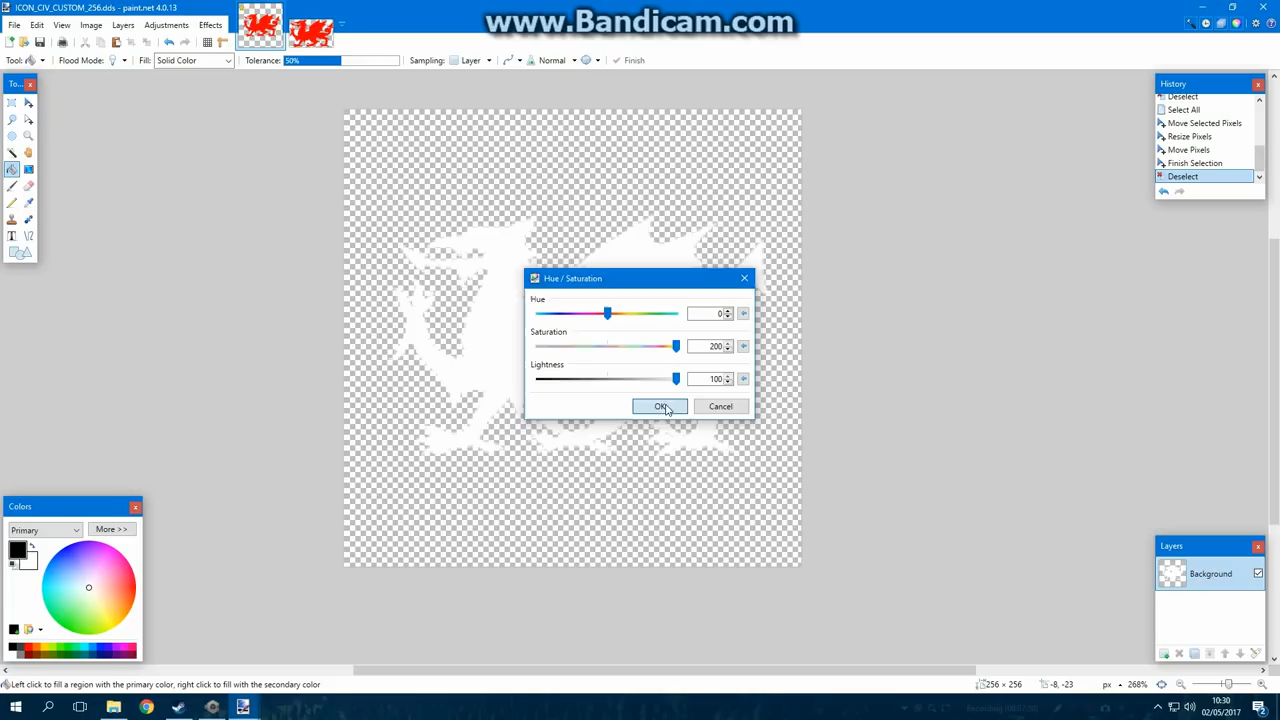 ICON_CIV_CUSTOM_256.dds - paint.net 4.0.13
www.Bandicam.com
File Edit View Image Layers Adjustments Effects
Tool: Flood Mode: Fill: Solid Color Tolerance: 50% Sampling: Layer Normal Finish
To...
History
Deselect
Select All
Move Selected Pixels
Resize Pixels
Move Pixels
Finish Selection
Deselect
Hue / Saturation
Hue
0
Saturation
200
Lightness
100
OK Cancel
Colors
Primary More >>
Layers
Background
Left click to fill a region with the primary color, right click to fill with the secondary color
256 × 256 -8, -23 px 268%
Recording
10:30
02/05/2017
2